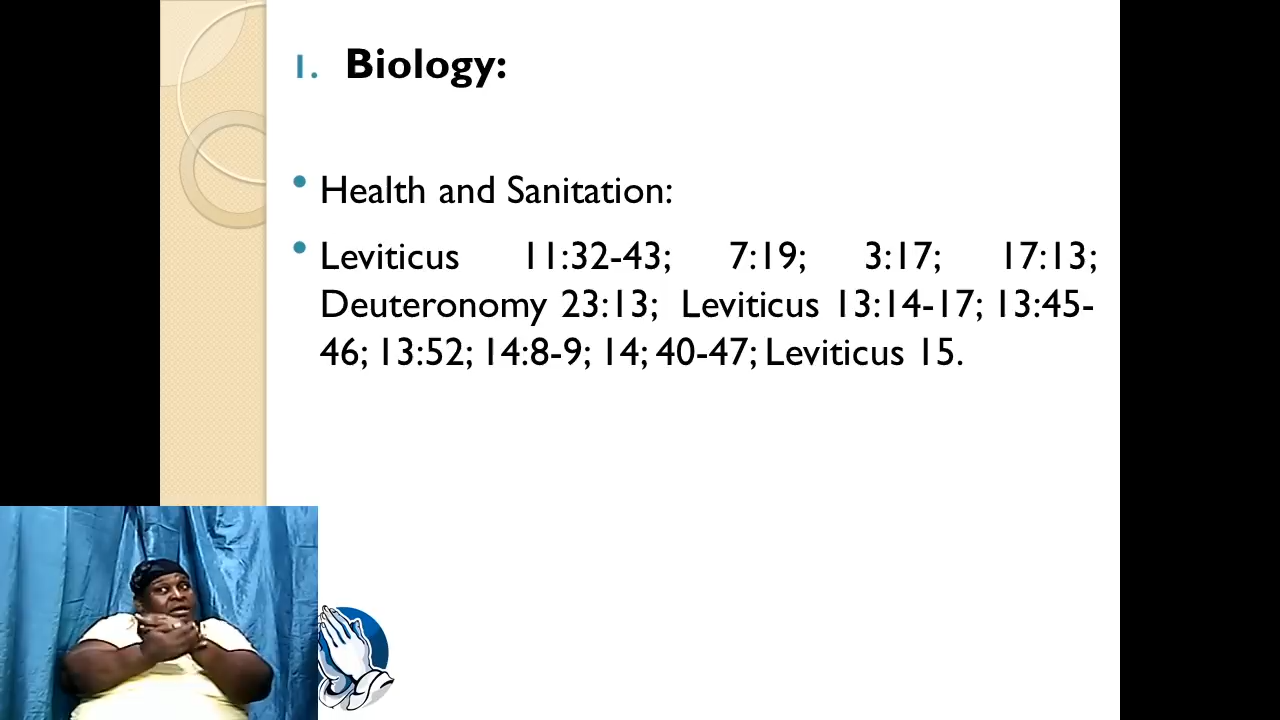 1. Biology:
• Health and Sanitation:
• Leviticus 11:32-43; 7:19; 3:17; 17:13;
Deuteronomy 23:13; Leviticus 13:14-17; 13:45-
46; 13:52; 14:8-9; 14; 40-47; Leviticus 15.